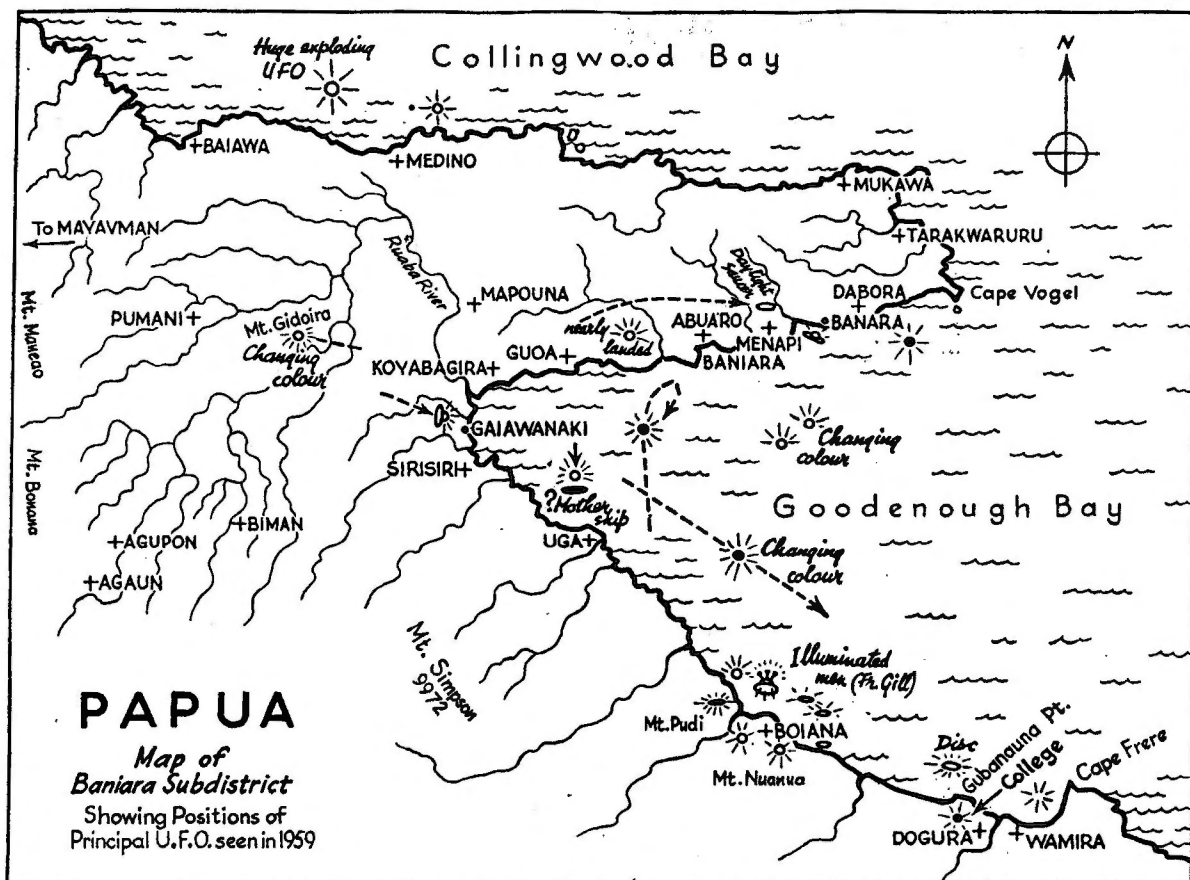 Huge exploding
UFO
Collingwood Bay
N
+BAIAWA
+MEDINO
+MUKAWA
To MAYAVMAN
+TARAKWARURU
Ruaba River
Daylight
saucer
+MAPOUNA
DABORA
+
Cape Vogel
PUMANI+
Mt. Gidoira
Changing
colour
nearly
landed
ABUARO
+
MENAPI
BANARA
GUOA+
BANIARA
KOYABAGIRA+
Mt. Maneao
GAIAWANAKI
Changing
colour
SIRISIRI+
?Mother
ship
Goodenough Bay
Mt. Bonana
+BIMAN
+AGUPON
UGA+
Changing
colour
+AGAUN
Mt. Simpson
9972
Illuminated
men (Fr. Gill)
PAPUA
Map of
Baniara Subdistrict
Showing Positions of
Principal U.F.O. seen in 1959
Mt. Pudi
+BOIANA
Mt. Nuanua
Disc
Gubanauna Pt.
College
Cape Frere
DOGURA+
+WAMIRA